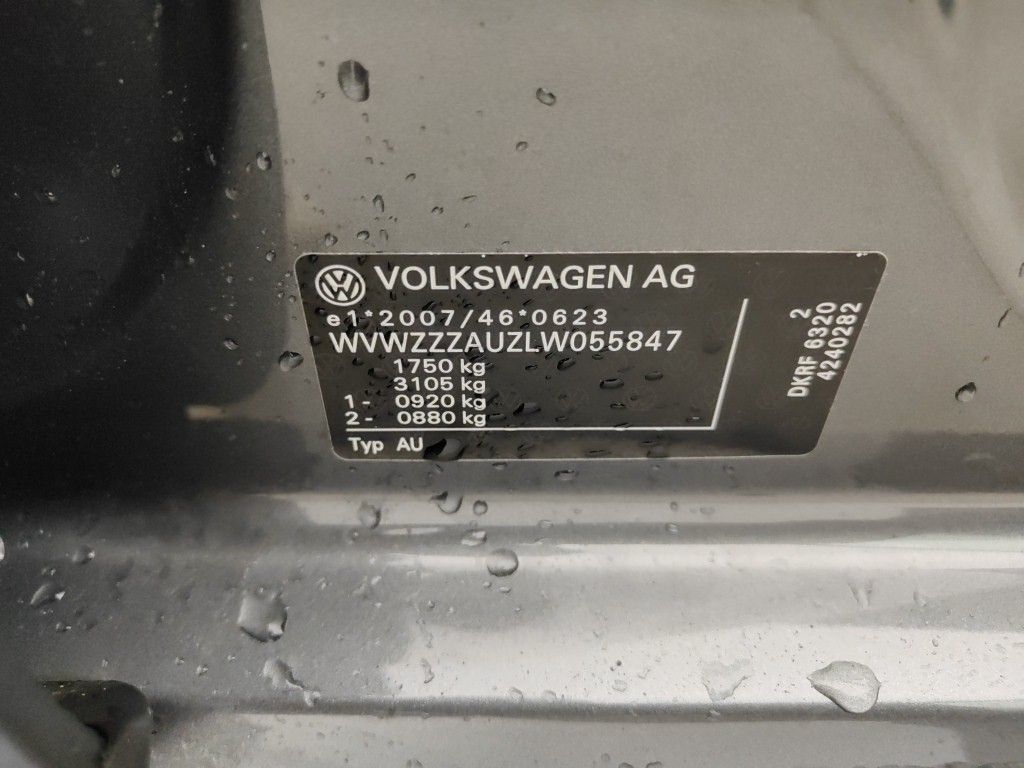 VOLKSWAGEN AG
e1*2007/46*0623
WVWZZZAUZLW055847
1750 kg
3105 kg
1- 0920 kg
2- 0880 kg
Typ AU
2
DKRF 6320
4240282